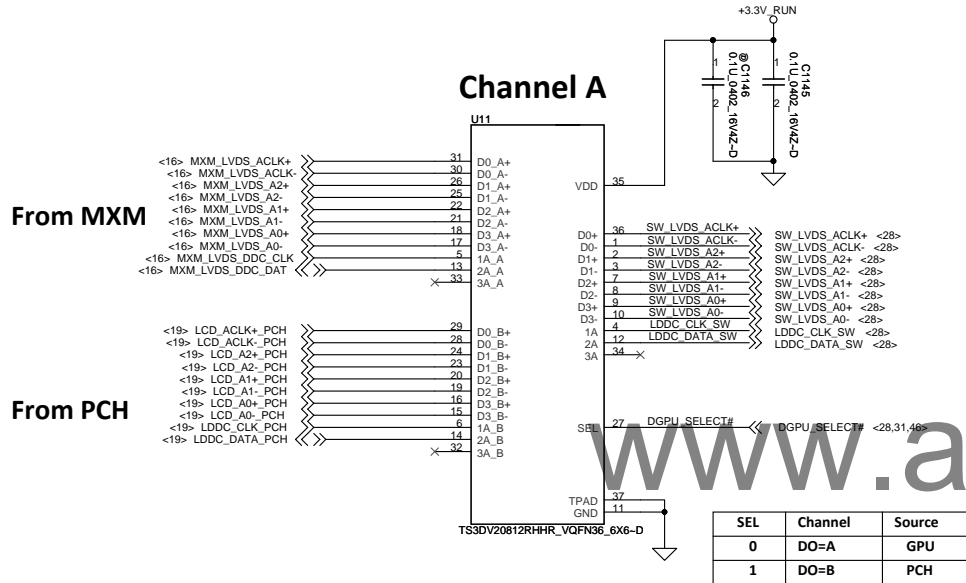 +3.3V_RUN
1
2
@C1146
0.1U_0402_16V4Z~D
1
2
C1145
0.1U_0402_16V4Z~D
Channel A
U11
From MXM
<16> MXM_LVDS_ACLK+ 31 D0_A+
<16> MXM_LVDS_ACLK- 30 D0_A-
<16> MXM_LVDS_A2+ 26 D1_A+
<16> MXM_LVDS_A2- 25 D1_A-
<16> MXM_LVDS_A1+ 22 D2_A+
<16> MXM_LVDS_A1- 21 D2_A-
<16> MXM_LVDS_A0+ 18 D3_A+
<16> MXM_LVDS_A0- 17 D3_A-
<16> MXM_LVDS_DDC_CLK 5 1A_A
<16> MXM_LVDS_DDC_DAT 13 2A_A
33 3A_A
VDD 35
D0+ 36 SW_LVDS_ACLK+ SW_LVDS_ACLK+ <28>
D0- 1 SW_LVDS_ACLK- SW_LVDS_ACLK- <28>
D1+ 2 SW_LVDS_A2+ SW_LVDS_A2+ <28>
D1- 3 SW_LVDS_A2- SW_LVDS_A2- <28>
D2+ 7 SW_LVDS_A1+ SW_LVDS_A1+ <28>
D2- 8 SW_LVDS_A1- SW_LVDS_A1- <28>
D3+ 9 SW_LVDS_A0+ SW_LVDS_A0+ <28>
D3- 10 SW_LVDS_A0- SW_LVDS_A0- <28>
1A 4 LDDC_CLK_SW LDDC_CLK_SW <28>
2A 12 LDDC_DATA_SW LDDC_DATA_SW <28>
3A 34
From PCH
<19> LCD_ACLK+_PCH 29 D0_B+
<19> LCD_ACLK-_PCH 28 D0_B-
<19> LCD_A2+_PCH 24 D1_B+
<19> LCD_A2-_PCH 23 D1_B-
<19> LCD_A1+_PCH 20 D2_B+
<19> LCD_A1-_PCH 19 D2_B-
<19> LCD_A0+_PCH 16 D3_B+
<19> LCD_A0-_PCH 15 D3_B-
<19> LDDC_CLK_PCH 6 1A_B
<19> LDDC_DATA_PCH 14 2A_B
32 3A_B
SEL 27 DGPU_SELECT# DGPU_SELECT# <28,31,46>
www.a
TPAD 37
GND 11
TS3DV20812RHHR_VQFN36_6X6~D
SEL Channel Source
0 DO=A GPU
1 DO=B PCH